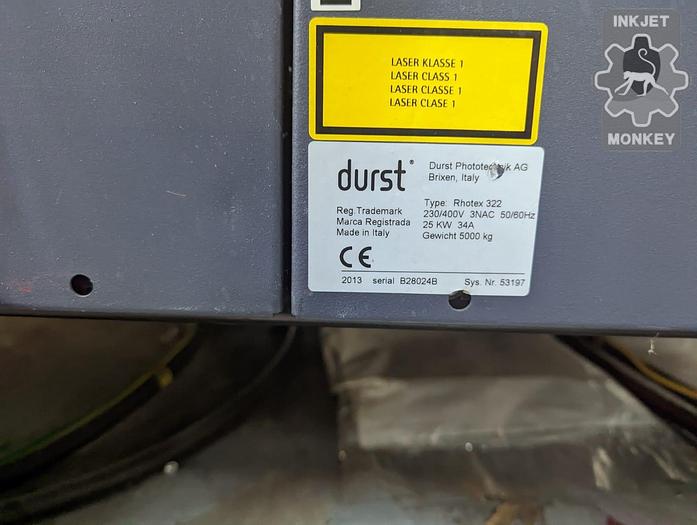 INKJET
MONKEY
LASER KLASSE 1
LASER CLASS 1
LASER CLASSE 1
LASER CLASE 1
durst®
Durst Phototechnik AG
Brixen, Italy
Reg.Trademark
Marca Registrada
Made in Italy
Type: Rhotex 322
230/400V 3NAC 50/60Hz
25 KW 34A
Gewicht 5000 kg
CE
2013 serial B28024B Sys. Nr. 53197